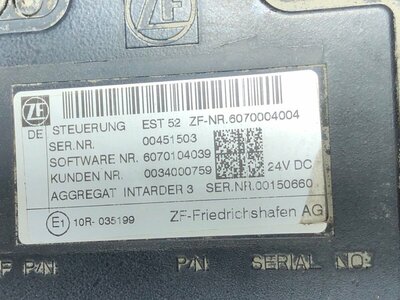 ZF
ZF
DE STEUERUNG EST 52 ZF-NR.6070004004
SER.NR. 00451503
SOFTWARE NR. 6070104039
KUNDEN NR. 0034000759 24V DC
AGGREGAT INTARDER 3 SER.NR.00150660
E1 10R-035199 ZF-Friedrichshafen AG
F P/N P/N SERIAL NO.